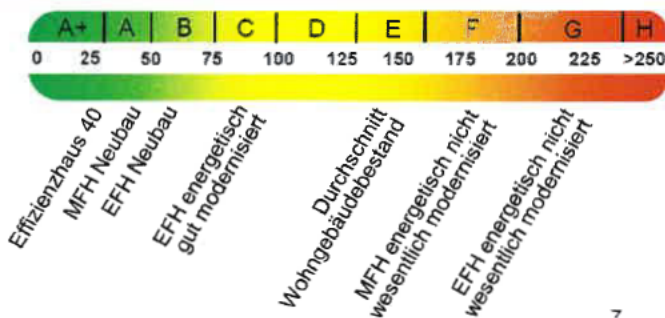 A+ A B C D E F G H
0 25 50 75 100 125 150 175 200 225 >250
Effizienzhaus 40
MFH Neubau
EFH Neubau
EFH energetisch
gut modernisiert
Durchschnitt
Wohngebäudebestand
MFH energetisch nicht
wesentlich modernisiert
EFH energetisch nicht
wesentlich modernisiert